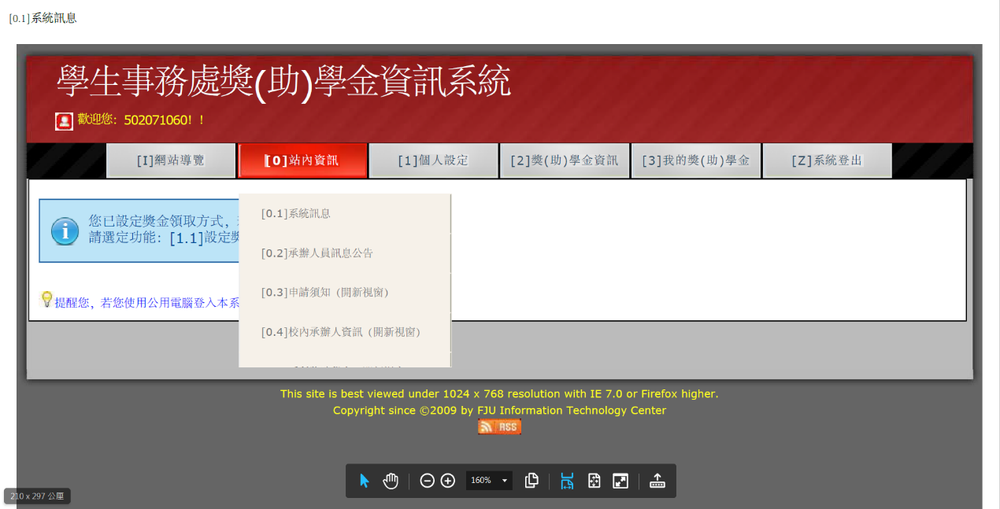 [0.1]系統訊息
學生事務處獎(助)學金資訊系統
歡迎您: 502071060! !
[I]網站導覽
[0]站內資訊
[1]個人設定
[2]獎(助)學金資訊
[3]我的獎(助)學金
[Z]系統登出
您已設定獎金領取方式,
請選定功能: [1.1]設定獎
提醒您, 若您使用公用電腦登入本系
[0.1]系統訊息
[0.2]承辦人員訊息公告
[0.3]申請須知 (開新視窗)
[0.4]校內承辦人資訊 (開新視窗)
This site is best viewed under 1024 x 768 resolution with IE 7.0 or Firefox higher.
Copyright since ©2009 by FJU Information Technology Center
RSS
160%
210 x 297 公厘